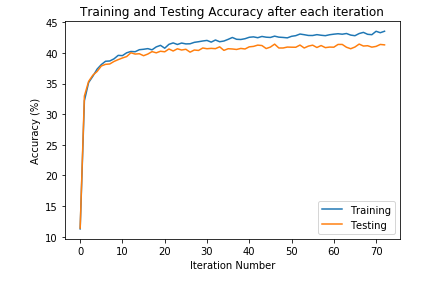 Training and Testing Accuracy after each iteration
45
40
35
30
25
20
15
10
Accuracy (%)
0 10 20 30 40 50 60 70
Iteration Number
Training
Testing